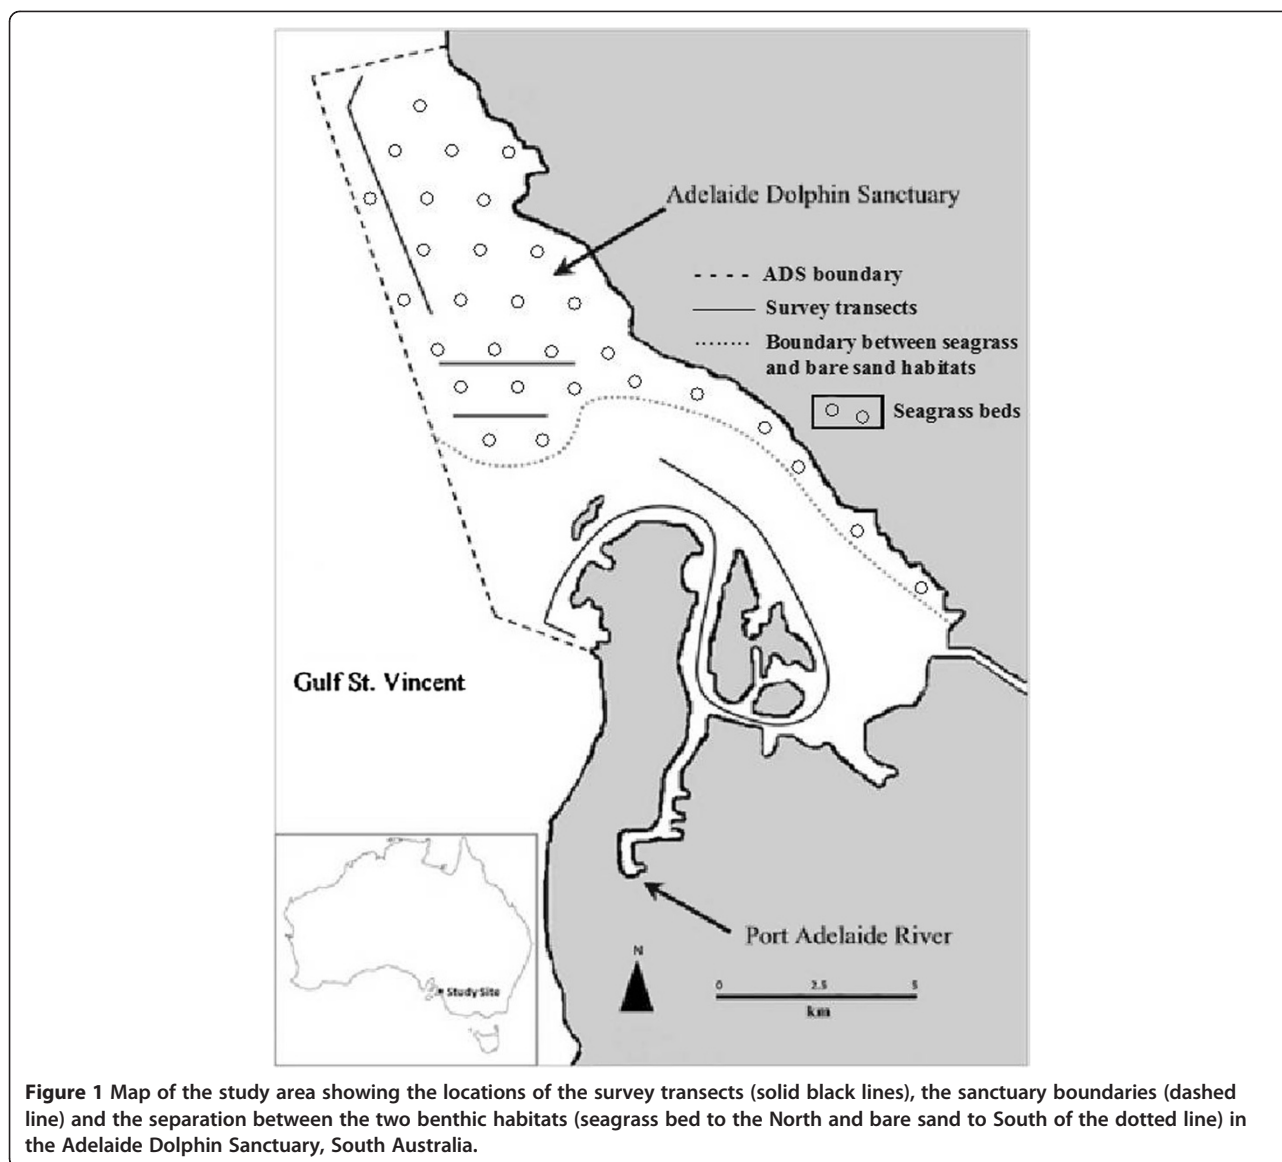 Adelaide Dolphin Sanctuary
ADS boundary
Survey transects
Boundary between seagrass
and bare sand habitats
Seagrass beds
Gulf St. Vincent
Study Site
Port Adelaide River
N
0 2.5 5
km
Figure 1 Map of the study area showing the locations of the survey transects (solid black lines), the sanctuary boundaries (dashed
line) and the separation between the two benthic habitats (seagrass bed to the North and bare sand to South of the dotted line) in
the Adelaide Dolphin Sanctuary, South Australia.